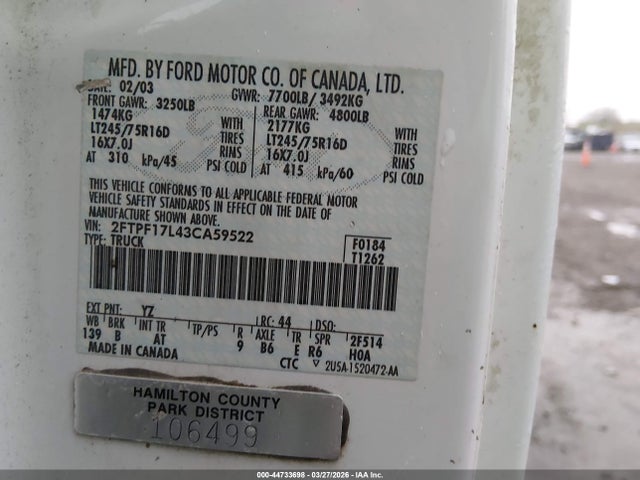 MFD. BY FORD MOTOR CO. OF CANADA, LTD.
02/03 GVWR: 7700LB/ 3492KG
FRONT GAWR: 3250LB REAR GAWR: 4800LB
1474KG WITH 2177KG WITH
LT245/75R16D TIRES LT245/75R16D TIRES
16X7.0J RIMS 16X7.0J RIMS
AT 310 kPa/45 PSI COLD AT 415 kPa/60 PSI COLD
THIS VEHICLE CONFORMS TO ALL APPLICABLE FEDERAL MOTOR
VEHICLE SAFETY STANDARDS IN EFFECT ON THE DATE OF
MANUFACTURE SHOWN ABOVE.
VIN: 2FTPF17L43CA59522
TYPE: TRUCK
F0184
T1262
EXT PNT: YZ RC: 44 DSO:
WB BRK INT TR TP/PS R AXLE TR SPR 2F514
139 B AT 9 B6 E R6 H0A
MADE IN CANADA CTC 2U5A-1520472-AA
HAMILTON COUNTY
PARK DISTRICT
106499
000-44733698 - 03/27/2026 - IAA Inc.